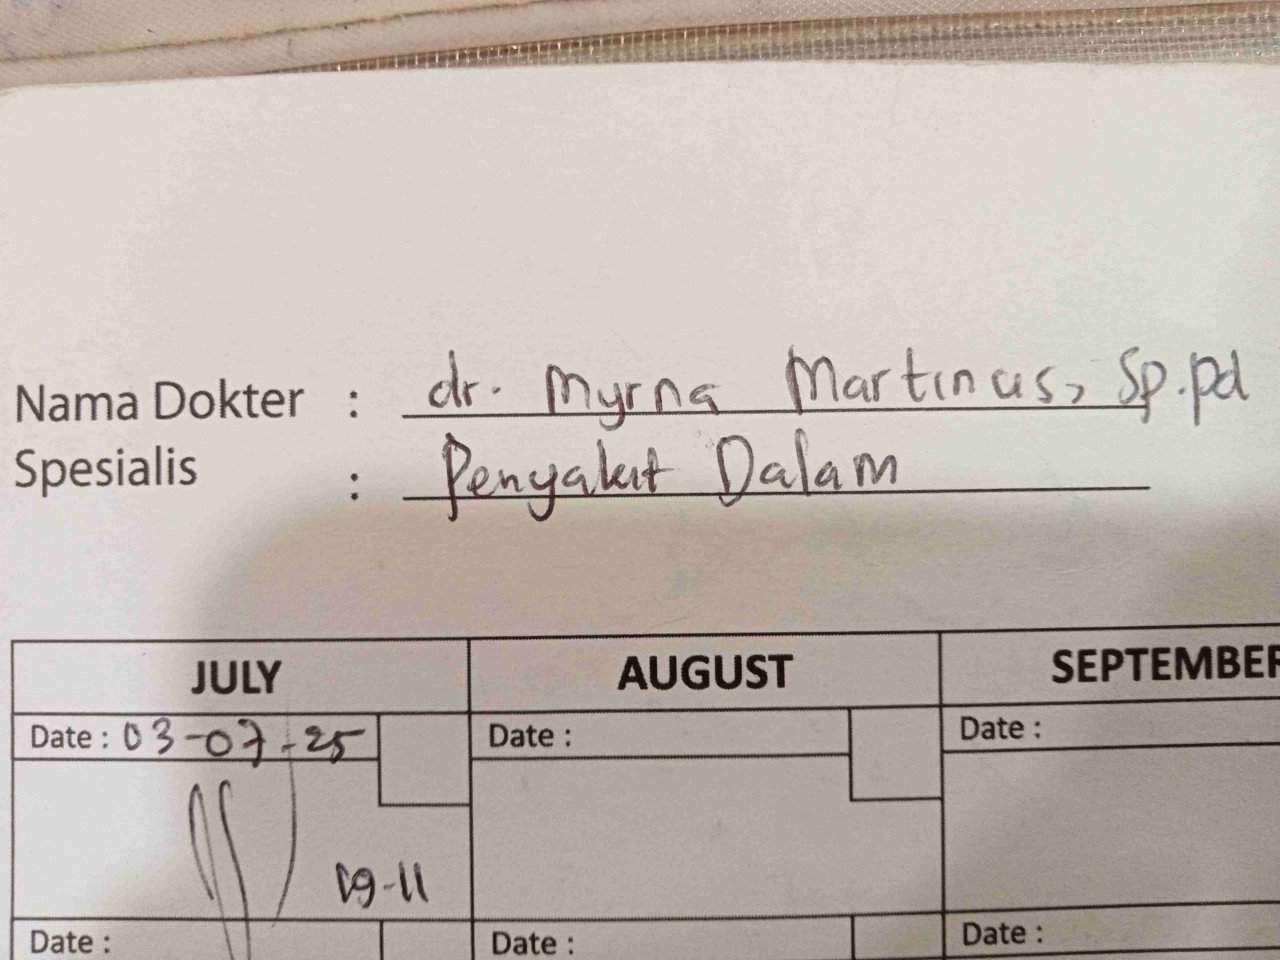 Nama Dokter : dr. Myrna Martinus, Sp.pd
Spesialis : Penyakit Dalam
JULY AUGUST SEPTEMBER
Date : 03-07-25 Date : Date :
09-11
Date : Date : Date :